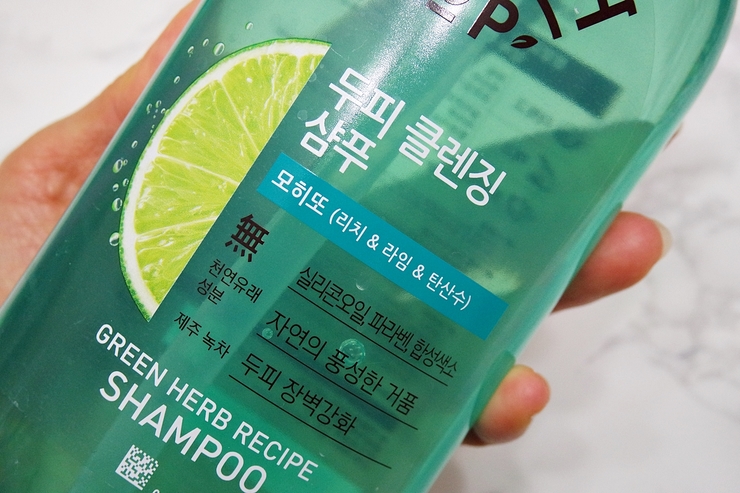 두피 클렌징
샴푸
모히또 (리치 & 라임 & 탄산수)
無 실리콘오일, 파라벤, 합성색소
천연유래
성분 자연의 풍성한 거품
제주 녹차 두피 장벽강화
GREEN HERB RECIPE
SHAMPOO